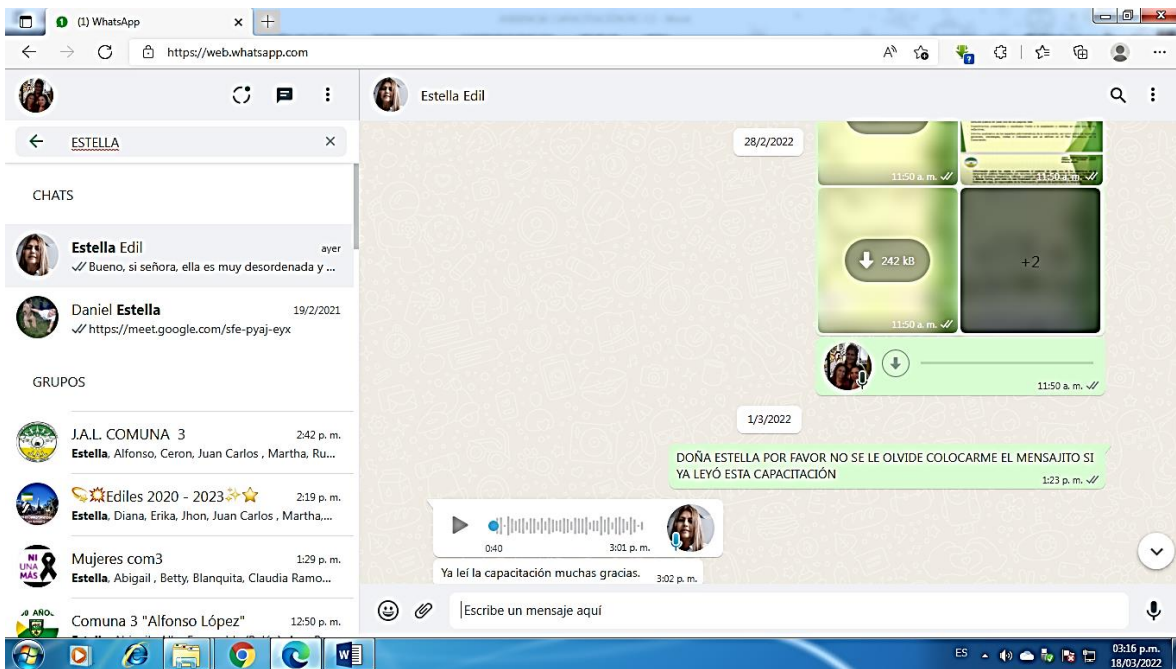 (1) WhatsApp
https://web.whatsapp.com
Estella Edil
ESTELLA
CHATS
Estella Edil
ayer
Bueno, si señora, ella es muy desordenada y ...
Daniel Estella
19/2/2021
https://meet.google.com/sfe-pyaj-eyx
GRUPOS
J.A.L. COMUNA 3
2:42 p. m.
Estella, Alfonso, Ceron, Juan Carlos , Martha, Ru...
Ediles 2020 - 2023
2:19 p. m.
Estella, Diana, Erika, Jhon, Juan Carlos , Martha,...
NI
UNA
MÁS
Mujeres com3
1:29 p. m.
Estella, Abigail , Betty, Blanquita, Claudia Ramo...
Comuna 3 "Alfonso López"
12:50 p. m.
28/2/2022
11:50 a. m.
11:50 a. m.
242 kB
+2
11:50 a. m.
11:50 a. m.
1/3/2022
DOÑA ESTELLA POR FAVOR NO SE LE OLVIDE COLOCARME EL MENSAJITO SI
YA LEYÓ ESTA CAPACITACIÓN
1:23 p. m.
0:40
3:01 p. m.
Ya leí la capacitación muchas gracias.
3:02 p. m.
Escribe un mensaje aquí
ES
03:16 p.m.
18/03/2022